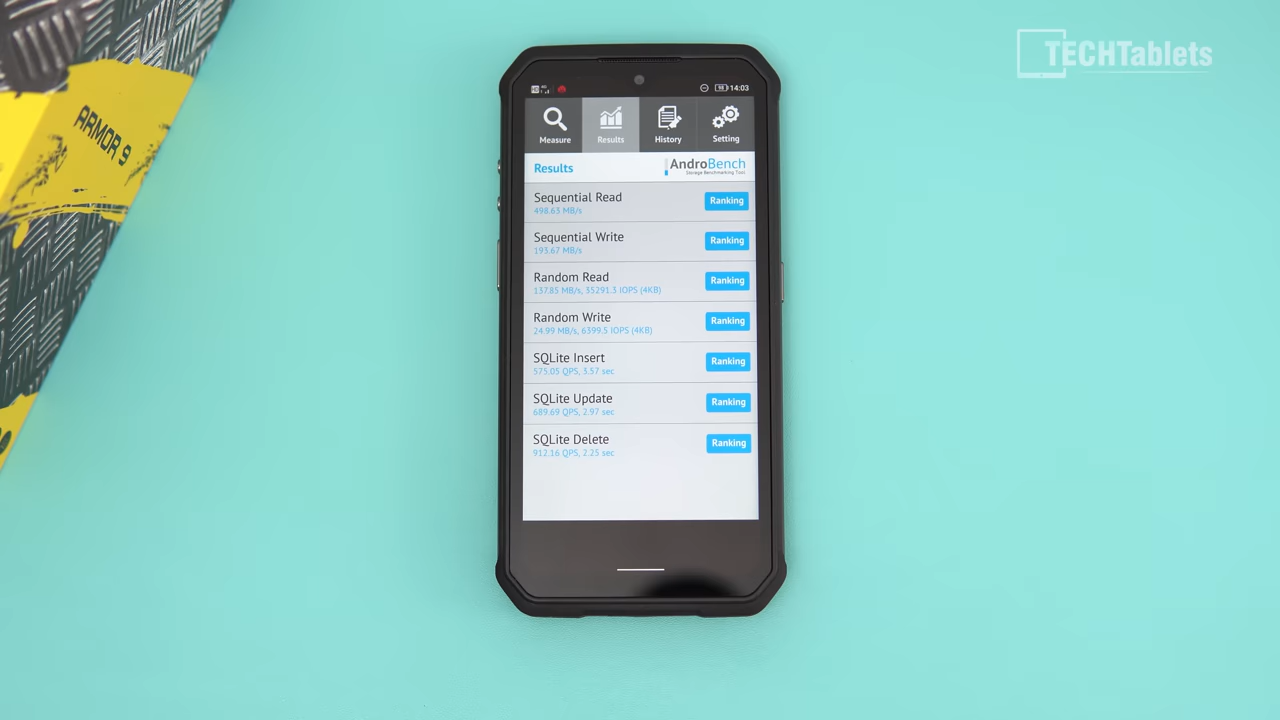 TECHTablets
ARMOR 9
98 14:03
Measure
Results
History
Setting
Results
AndroBench
Storage Benchmarking Tool
Sequential Read
498.65 MB/s
Ranking
Sequential Write
193.67 MB/s
Ranking
Random Read
137.85 MB/s, 35291.3 IOPS (4KB)
Ranking
Random Write
24.99 MB/s, 6399.5 IOPS (4KB)
Ranking
SQLite Insert
575.05 QPS, 3.57 sec
Ranking
SQLite Update
689.69 QPS, 2.97 sec
Ranking
SQLite Delete
912.16 QPS, 2.25 sec
Ranking